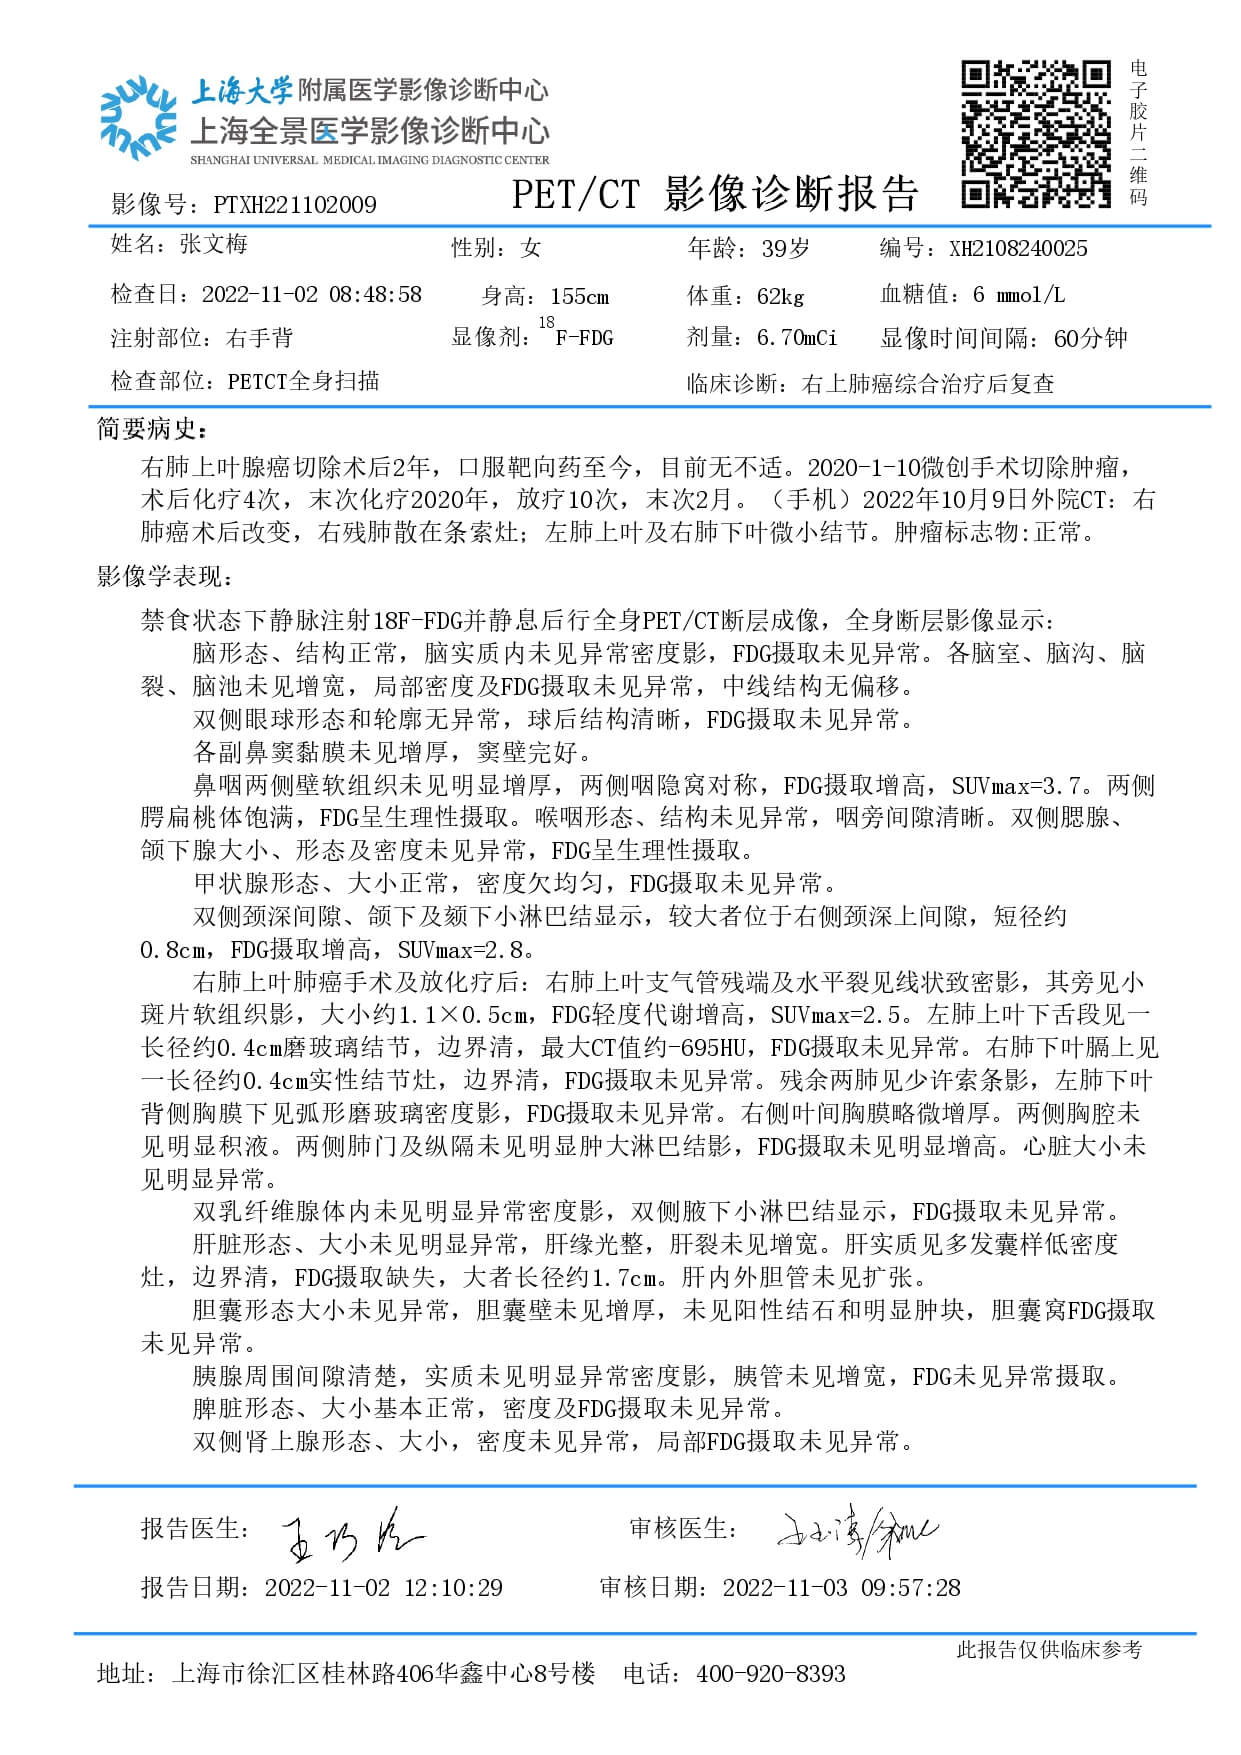 上海大学附属医学影像诊断中心
上海全景医学影像诊断中心
SHANGHAI UNIVERSAL MEDICAL IMAGING DIAGNOSTIC CENTER
电子胶片二维码
影像号：PTXH221102009
PET/CT 影像诊断报告
姓名：张文梅 性别：女 年龄：39岁 编号：XH2108240025
检查日：2022-11-02 08:48:58 身高：155cm 体重：62kg 血糖值：6 mmol/L
注射部位：右手背 显像剂：18F-FDG 剂量：6.70mCi 显像时间间隔：60分钟
检查部位：PETCT全身扫描 临床诊断：右上肺癌综合治疗后复查
简要病史：
右肺上叶腺癌切除术后2年，口服靶向药至今，目前无不适。2020-1-10微创手术切除肿瘤，
术后化疗4次，末次化疗2020年，放疗10次，末次2月。（手机）2022年10月9日外院CT：右
肺癌术后改变，右残肺散在条索灶；左肺上叶及右肺下叶微小结节。肿瘤标志物:正常。
影像学表现：
禁食状态下静脉注射18F-FDG并静息后行全身PET/CT断层成像，全身断层影像显示：
脑形态、结构正常，脑实质内未见异常密度影，FDG摄取未见异常。各脑室、脑沟、脑
裂、脑池未见增宽，局部密度及FDG摄取未见异常，中线结构无偏移。
双侧眼球形态和轮廓无异常，球后结构清晰，FDG摄取未见异常。
各副鼻窦黏膜未见增厚，窦壁完好。
鼻咽两侧壁软组织未见明显增厚，两侧咽隐窝对称，FDG摄取增高，SUVmax=3.7。两侧
腭扁桃体饱满，FDG呈生理性摄取。喉咽形态、结构未见异常，咽旁间隙清晰。双侧腮腺、
颌下腺大小、形态及密度未见异常，FDG呈生理性摄取。
甲状腺形态、大小正常，密度欠均匀，FDG摄取未见异常。
双侧颈深间隙、颌下及颏下小淋巴结显示，较大者位于右侧颈深上间隙，短径约
0.8cm，FDG摄取增高，SUVmax=2.8。
右肺上叶肺癌手术及放化疗后：右肺上叶支气管残端及水平裂见线状致密影，其旁见小
斑片软组织影，大小约1.1×0.5cm，FDG轻度代谢增高，SUVmax=2.5。左肺上叶下舌段见一
长径约0.4cm磨玻璃结节，边界清，最大CT值约-695HU，FDG摄取未见异常。右肺下叶膈上见
一长径约0.4cm实性结节灶，边界清，FDG摄取未见异常。残余两肺见少许索条影，左肺下叶
背侧胸膜下见弧形磨玻璃密度影，FDG摄取未见异常。右侧叶间胸膜略微增厚。两侧胸腔未
见明显积液。两侧肺门及纵隔未见明显肿大淋巴结影，FDG摄取未见明显增高。心脏大小未
见明显异常。
双乳纤维腺体内未见明显异常密度影，双侧腋下小淋巴结显示，FDG摄取未见异常。
肝脏形态、大小未见明显异常，肝缘光整，肝裂未见增宽。肝实质见多发囊样低密度
灶，边界清，FDG摄取缺失，大者长径约1.7cm。肝内外胆管未见扩张。
胆囊形态大小未见异常，胆囊壁未见增厚，未见阳性结石和明显肿块，胆囊窝FDG摄取
未见异常。
胰腺周围间隙清楚，实质未见明显异常密度影，胰管未见增宽，FDG未见异常摄取。
脾脏形态、大小基本正常，密度及FDG摄取未见异常。
双侧肾上腺形态、大小，密度未见异常，局部FDG摄取未见异常。
报告医生： 审核医生：
报告日期：2022-11-02 12:10:29 审核日期：2022-11-03 09:57:28
此报告仅供临床参考
地址：上海市徐汇区桂林路406华鑫中心8号楼 电话：400-920-8393